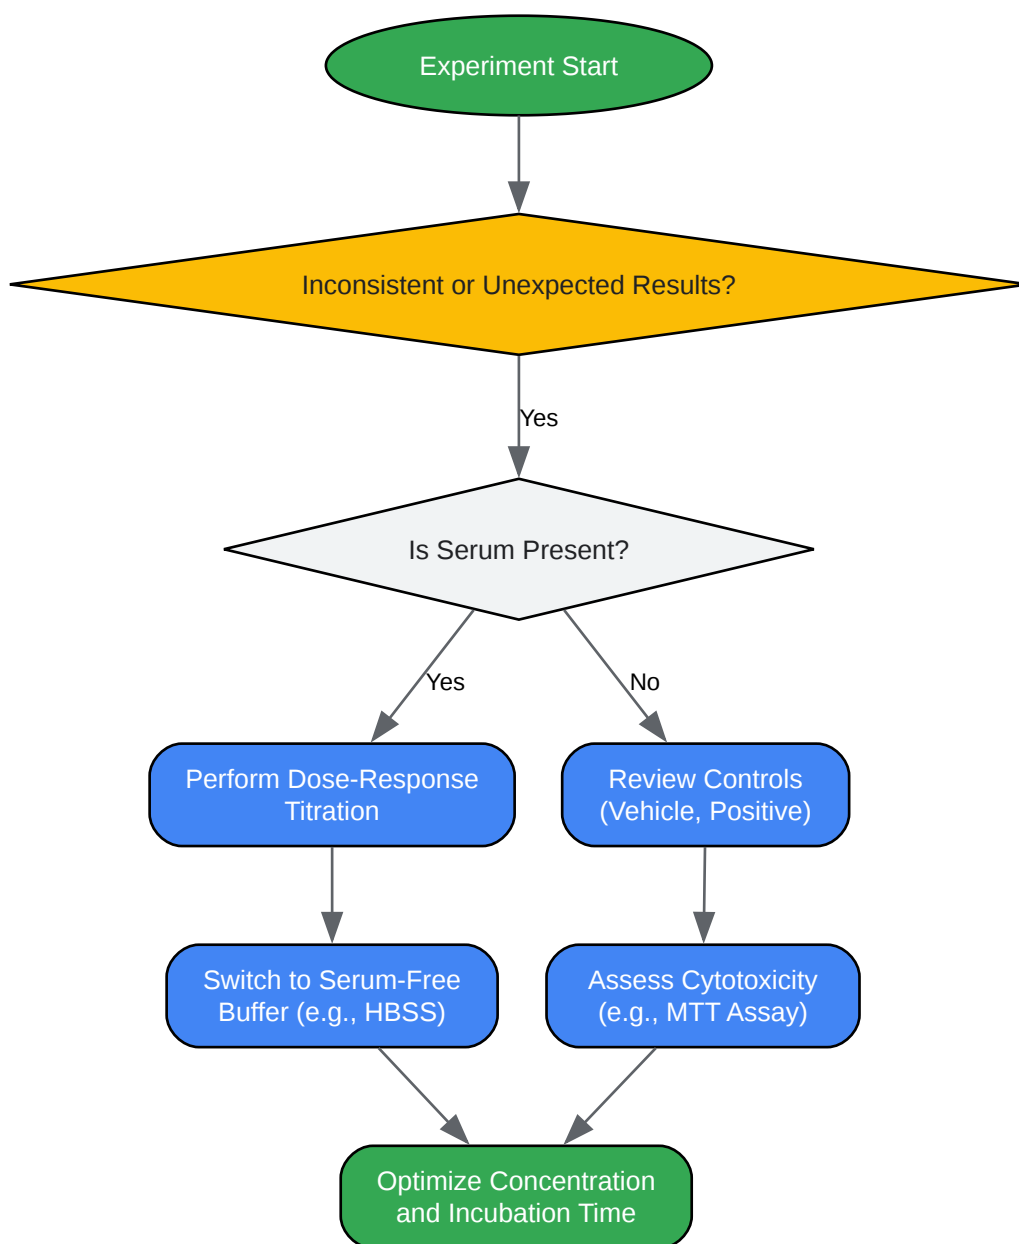 Experiment Start
Inconsistent or Unexpected Results?
Yes
Is Serum Present?
Yes
No
Perform Dose-Response
Titration
Review Controls
(Vehicle, Positive)
Switch to Serum-Free
Buffer (e.g., HBSS)
Assess Cytotoxicity
(e.g., MTT Assay)
Optimize Concentration
and Incubation Time